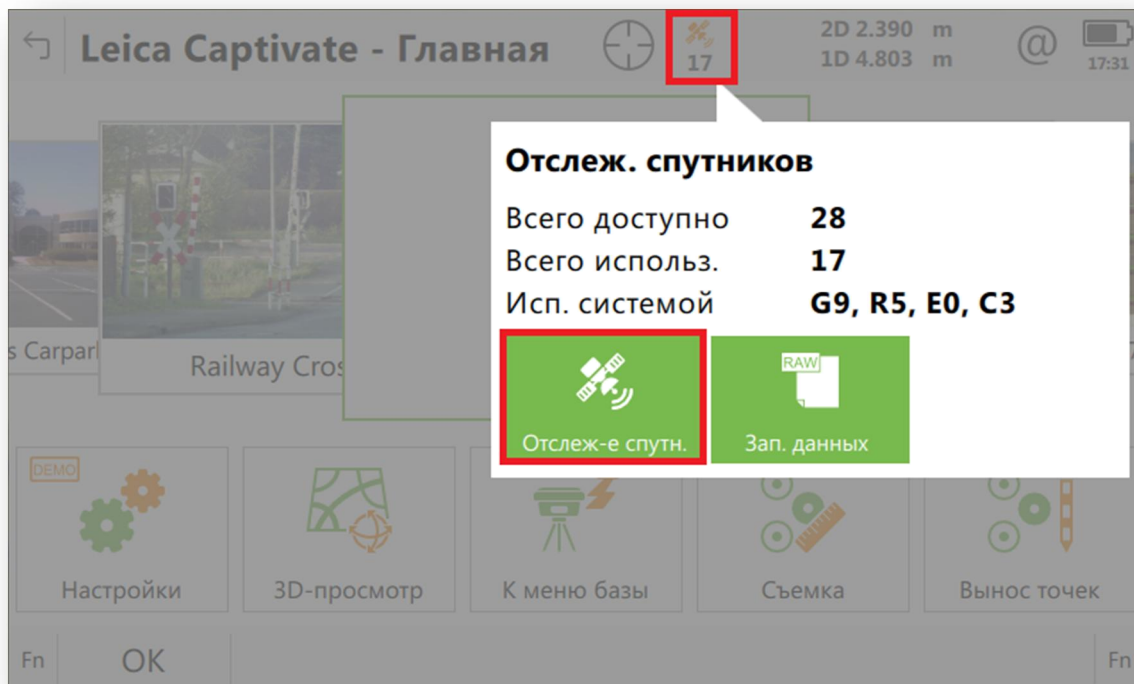 Leica Captivate - Главная
17
2D 2.390 m
1D 4.803 m
@
17:31
Отслеж. спутников
Всего доступно 28
Всего использ. 17
Исп. системой G9, R5, E0, C3
Отслеж-е спутн.
RAW
Зап. данных
s Carpar
Railway Cros
DEMO
Настройки
3D-просмотр
К меню базы
Съемка
Вынос точек
Fn
OK
Fn